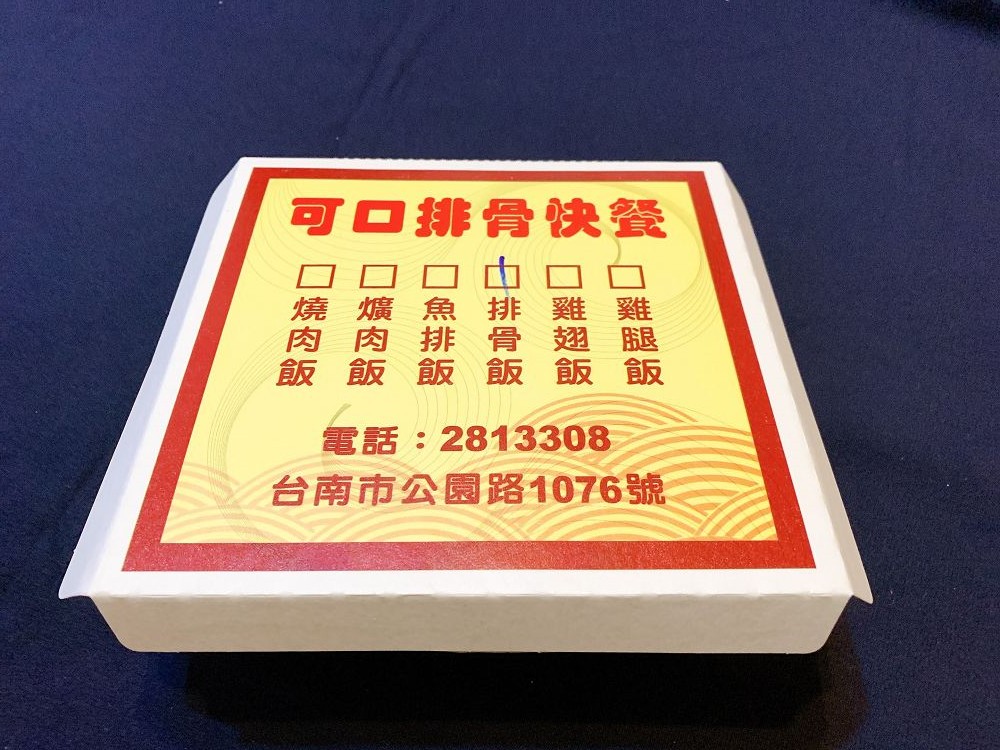 可口排骨快餐
燒肉飯
爌肉飯
魚排飯
排骨飯
雞翅飯
雞腿飯
電話：2813308
台南市公園路1076號